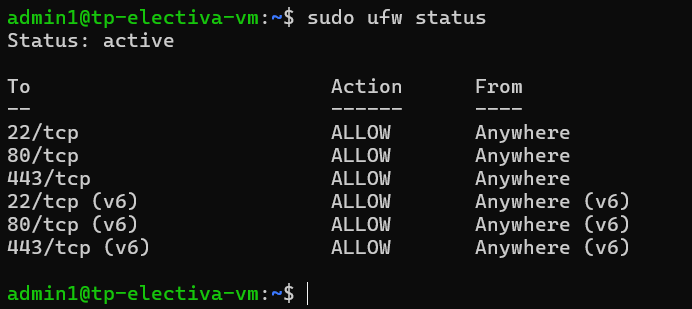 admin1@tp-electiva-vm:~$ sudo ufw status
Status: active
To                         Action      From
--                         ------      ----
22/tcp                     ALLOW       Anywhere
80/tcp                     ALLOW       Anywhere
443/tcp                    ALLOW       Anywhere
22/tcp (v6)                ALLOW       Anywhere (v6)
80/tcp (v6)                ALLOW       Anywhere (v6)
443/tcp (v6)               ALLOW       Anywhere (v6)
admin1@tp-electiva-vm:~$